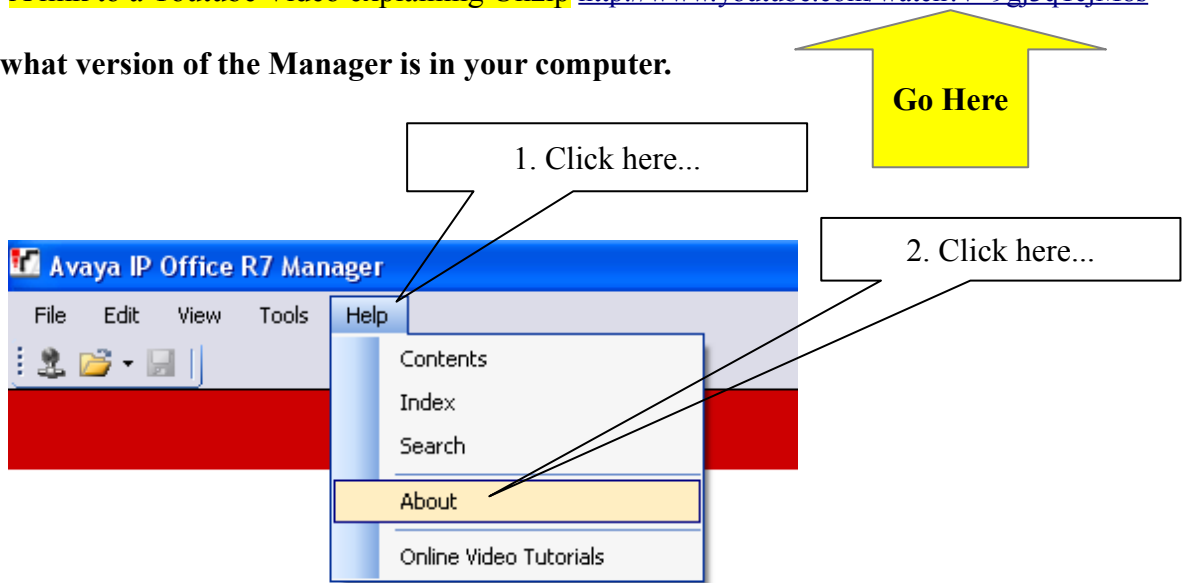 what version of the Manager is in your computer.
Go Here
1. Click here...
2. Click here...
Avaya IP Office R7 Manager
File Edit View Tools Help
Contents
Index
Search
About
Online Video Tutorials